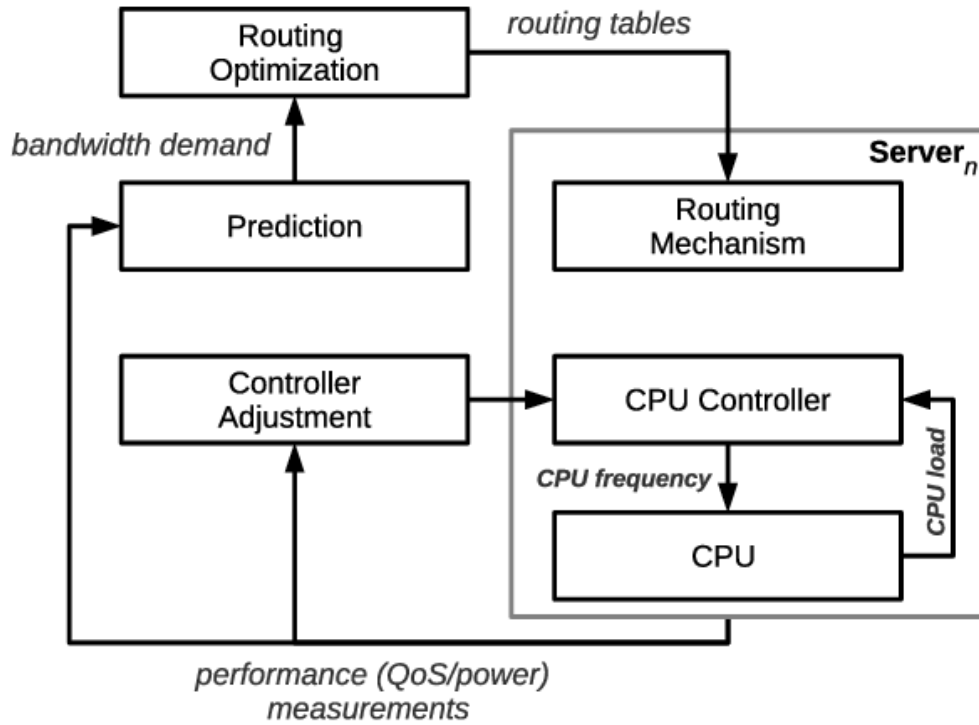 Routing
Optimization
routing tables
bandwidth demand
Server n
Prediction
Routing
Mechanism
Controller
Adjustment
CPU Controller
CPU frequency
CPU load
CPU
performance (QoS/power)
measurements